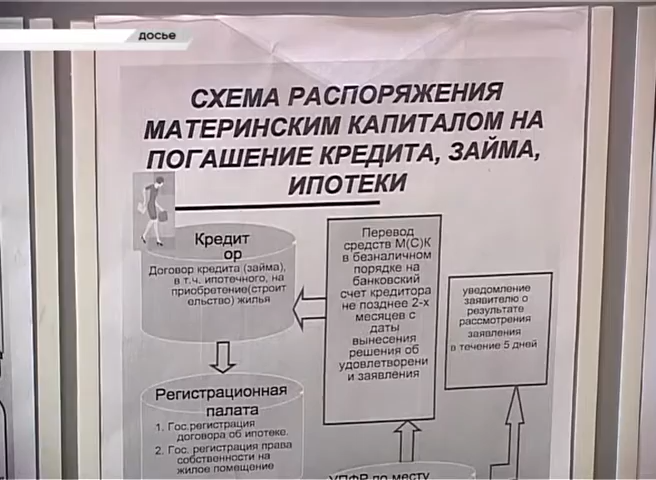 досье
СХЕМА РАСПОРЯЖЕНИЯ
МАТЕРИНСКИМ КАПИТАЛОМ НА
ПОГАШЕНИЕ КРЕДИТА, ЗАЙМА,
ИПОТЕКИ
Кредит
ор
Договор кредита (займа),
в т.ч. ипотечного, на
приобретение(строит
ельство) жилья
Перевод
средств М(С)К
в безналичном
порядке на
банковский
счет кредитора
не позднее 2-х
месяцев с
даты
вынесения
решения об
удовлетворени
и заявления
уведомление
заявителю о
результате
рассмотрения
заявления
в течение 5 дней
Регистрационная
палата
1. Гос.регистрация
договора об ипотеке.
2. Гос. регистрация права
собственности на
жилое помещение
УПФР по месту